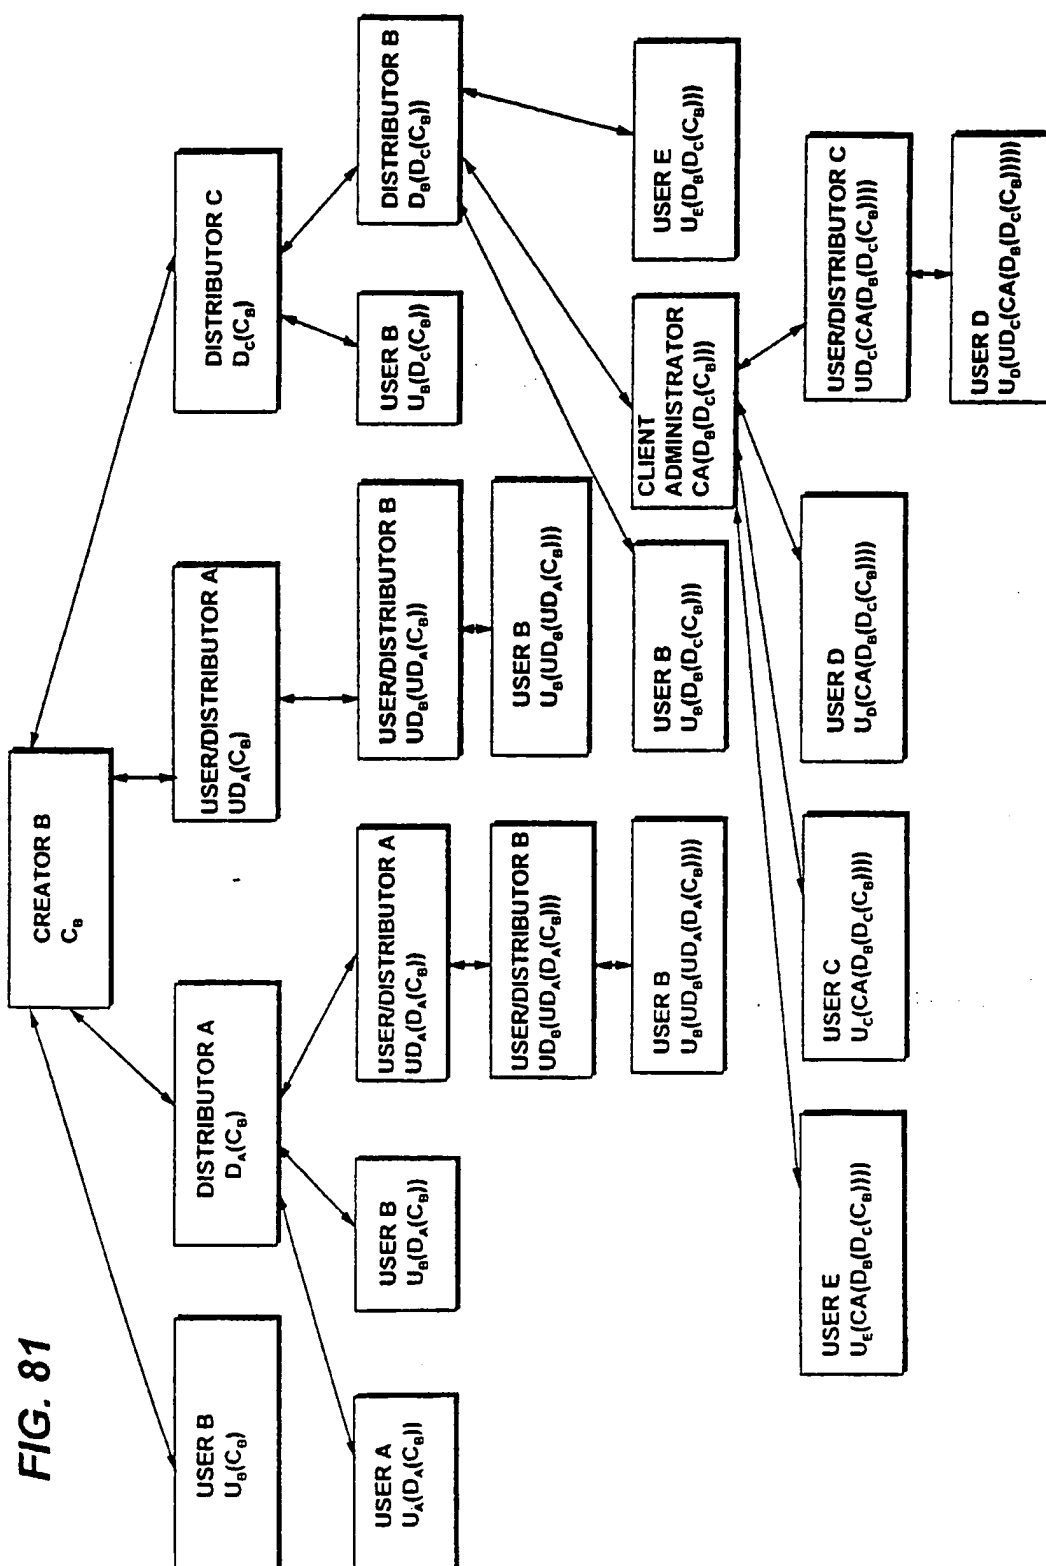 FIG. 81
CREATOR B
C_B
USER B
U_B(C_B)
DISTRIBUTOR A
D_A(C_B)
USER/DISTRIBUTOR A
UD_A(C_B)
DISTRIBUTOR C
D_C(C_B)
USER A
U_A(D_A(C_B))
USER B
U_B(D_A(C_B))
USER/DISTRIBUTOR A
UD_A(D_A(C_B))
USER/DISTRIBUTOR B
UD_B(UD_A(C_B))
USER B
U_B(D_C(C_B))
DISTRIBUTOR B
D_B(D_C(C_B))
USER/DISTRIBUTOR B
UD_B(UD_A(D_A(C_B)))
USER B
U_B(UD_B(UD_A(C_B)))
USER B
U_B(UD_B(UD_A(D_A(C_B))))
USER B
U_B(D_B(D_C(C_B)))
CLIENT
ADMINISTRATOR
CA(D_B(D_C(C_B)))
USER E
U_E(D_B(D_C(C_B)))
USER E
U_E(CA(D_B(D_C(C_B))))
USER C
U_C(CA(D_B(D_C(C_B))))
USER D
U_D(CA(D_B(D_C(C_B))))
USER/DISTRIBUTOR C
UD_C(CA(D_B(D_C(C_B))))
USER D
U_D(UD_C(CA(D_B(D_C(C_B)))))